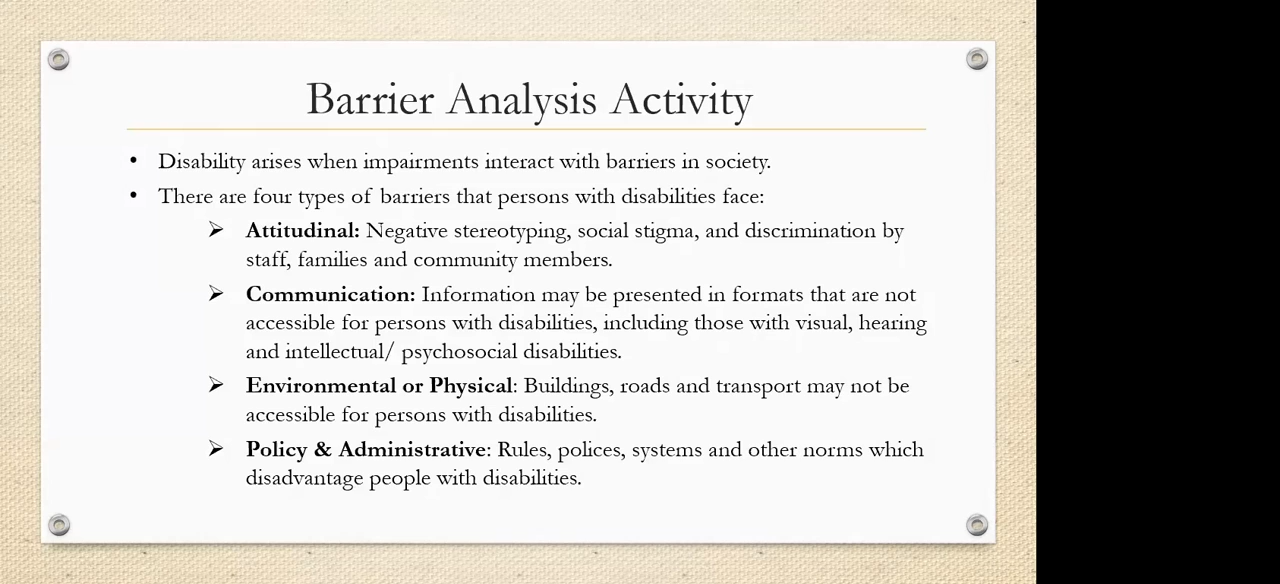 Barrier Analysis Activity
• Disability arises when impairments interact with barriers in society.
• There are four types of barriers that persons with disabilities face:
➢ Attitudinal: Negative stereotyping, social stigma, and discrimination by
staff, families and community members.
➢ Communication: Information may be presented in formats that are not
accessible for persons with disabilities, including those with visual, hearing
and intellectual/ psychosocial disabilities.
➢ Environmental or Physical: Buildings, roads and transport may not be
accessible for persons with disabilities.
➢ Policy & Administrative: Rules, polices, systems and other norms which
disadvantage people with disabilities.